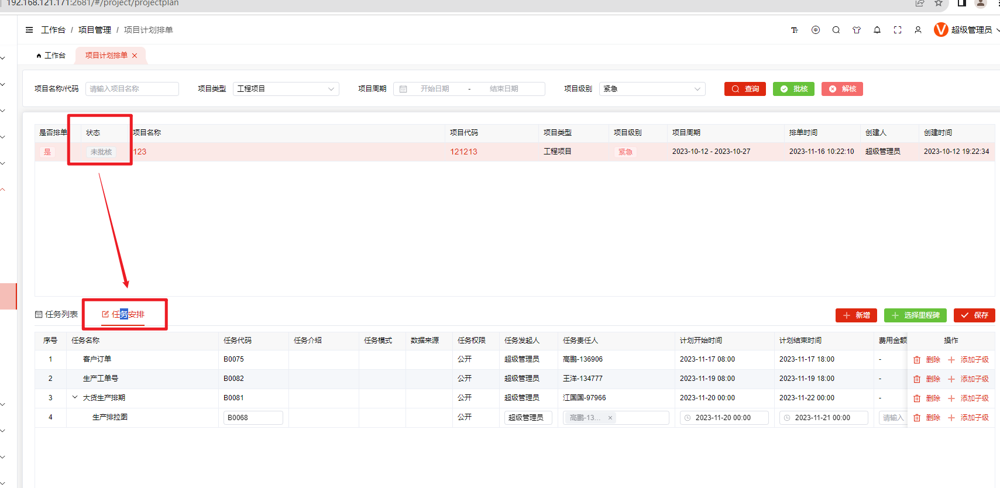 192.168.121.171:2681/#/project/projectplan
工作台 / 项目管理 / 项目计划排单 超级管理员
工作台 项目计划排单
项目名称/代码 请输入项目名称 项目类型 工程项目 项目周期 开始日期 - 结束日期 项目级别 紧急 查询 批核 解核
是否排单 状态 项目名称 项目代码 项目类型 项目级别 项目周期 排单时间 创建人 创建时间
是 未批核 123 121213 工程项目 紧急 2023-10-12 - 2023-10-27 2023-11-16 10:22:10 超级管理员 2023-10-12 19:22:34
任务列表 任务安排 新增 选择里程碑 保存
序号 任务名称 任务代码 任务介绍 任务模式 数据来源 任务权限 任务发起人 任务责任人 计划开始时间 计划结束时间 费用金额 操作
1 客户订单 B0075 公开 超级管理员 高鹏-136906 2023-11-17 08:00 2023-11-17 18:00 - 删除 添加子级
2 生产工单号 B0082 公开 超级管理员 王洋-134777 2023-11-19 08:00 2023-11-19 18:00 - 删除 添加子级
3 大货生产排期 B0081 公开 超级管理员 江国国-97966 2023-11-20 00:00 2023-11-22 00:00 - 删除 添加子级
4 生产排拉图 B0068 公开 超级管理员 高鹏-13... 2023-11-20 00:00 2023-11-21 00:00 请输入 删除 添加子级